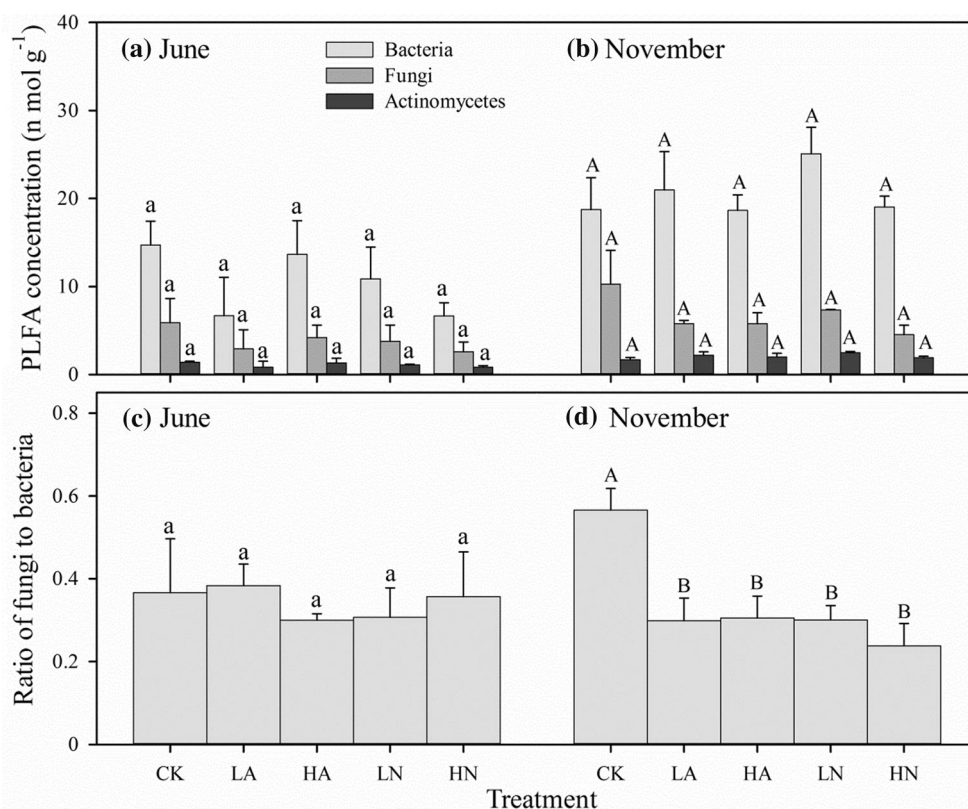 PLFA concentration (n mol g-1)
40
30
20
10
0
(a) June
Bacteria
Fungi
Actinomycetes
a a a a a
a a a a a
a a a a a
(b) November
A A A A A
A A A A A
A A A A A
Ratio of fungi to bacteria
0.8
0.6
0.4
0.2
0
(c) June
a a a a a
(d) November
A B B B B
CK LA HA LN HN
CK LA HA LN HN
Treatment